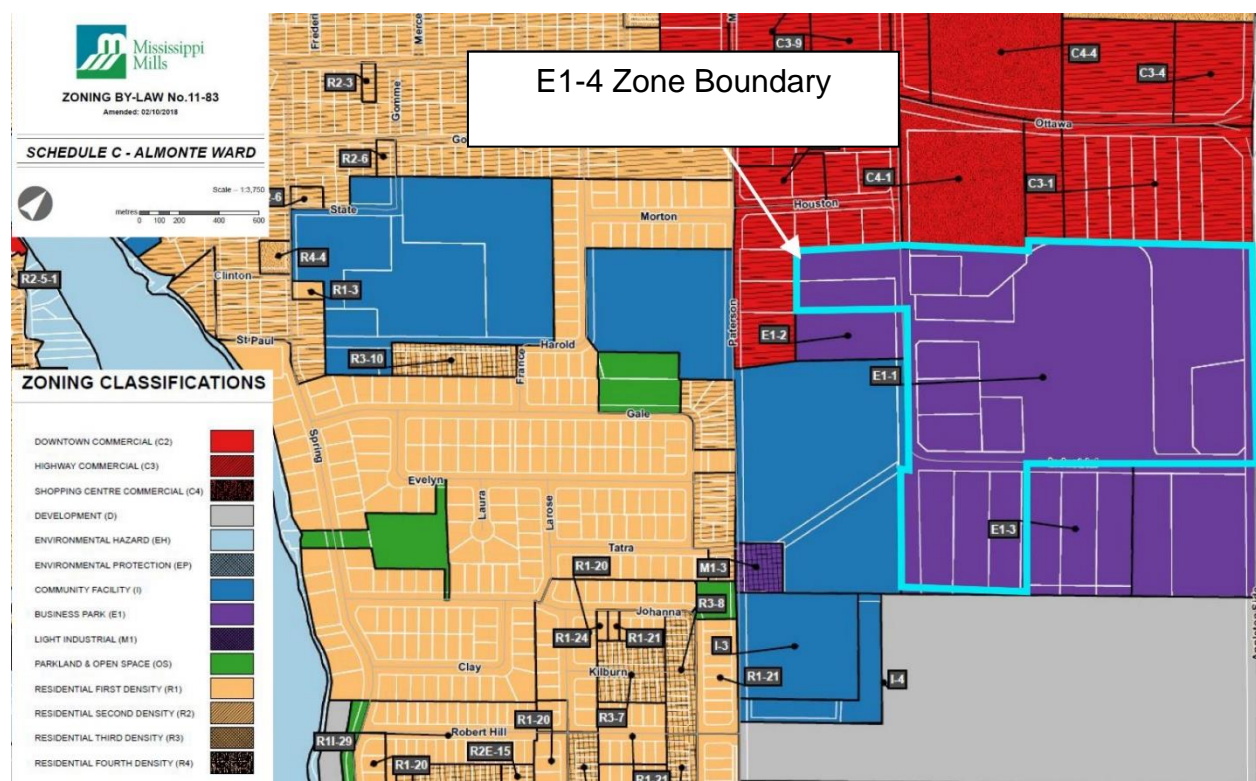 Mississippi
Mills
ZONING BY-LAW No.11-83
Amended: 02/10/2018
SCHEDULE C - ALMONTE WARD
Scale – 1:3,750
metres
0 100 200 400 600
E1-4 Zone Boundary
C3-9
C4-4
C3-4
R2-3
Gomme
Ottawa
R2-6
C4-1
C3-1
Houston
State
Morton
R4-4
Clinton
R1-3
R2-5-1
St Paul
Paterson
E1-2
Harold
R3-10
France
E1-1
Gale
ZONING CLASSIFICATIONS
DOWNTOWN COMMERCIAL (C2)
HIGHWAY COMMERCIAL (C3)
SHOPPING CENTRE COMMERCIAL (C4)
DEVELOPMENT (D)
ENVIRONMENTAL HAZARD (EH)
ENVIRONMENTAL PROTECTION (EP)
COMMUNITY FACILITY (I)
BUSINESS PARK (E1)
LIGHT INDUSTRIAL (M1)
PARKLAND & OPEN SPACE (OS)
RESIDENTIAL FIRST DENSITY (R1)
RESIDENTIAL SECOND DENSITY (R2)
RESIDENTIAL THIRD DENSITY (R3)
RESIDENTIAL FOURTH DENSITY (R4)
Spring
Evelyn
Laura
Larose
E1-3
Tatra
R1-20
M1-3
R3-8
Johanna
R1-24
R1-21
I-3
Clay
Kilburn
R1-21
I-4
R1-20
R3-7
R1I-29
Robert Hill
R2E-15
R1-20
R1-21